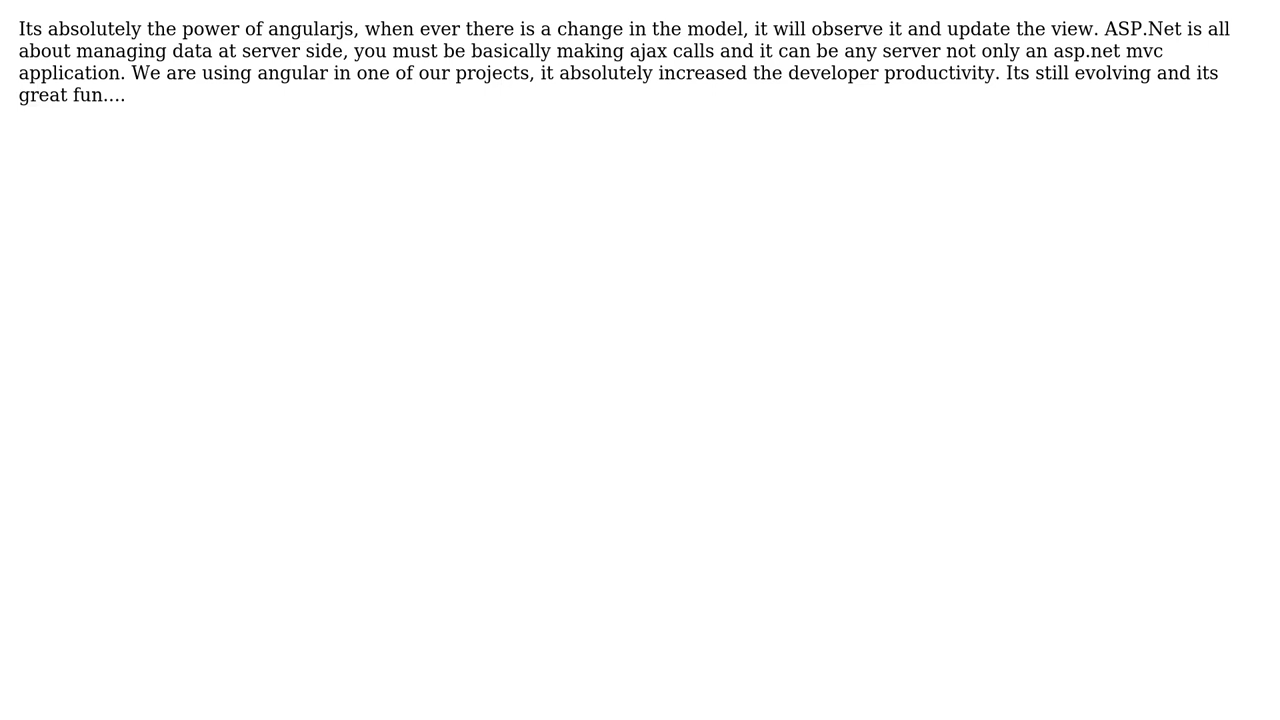 Its absolutely the power of angularjs, when ever there is a change in the model, it will observe it and update the view. ASP.Net is all
about managing data at server side, you must be basically making ajax calls and it can be any server not only an asp.net mvc
application. We are using angular in one of our projects, it absolutely increased the developer productivity. Its still evolving and its
great fun....